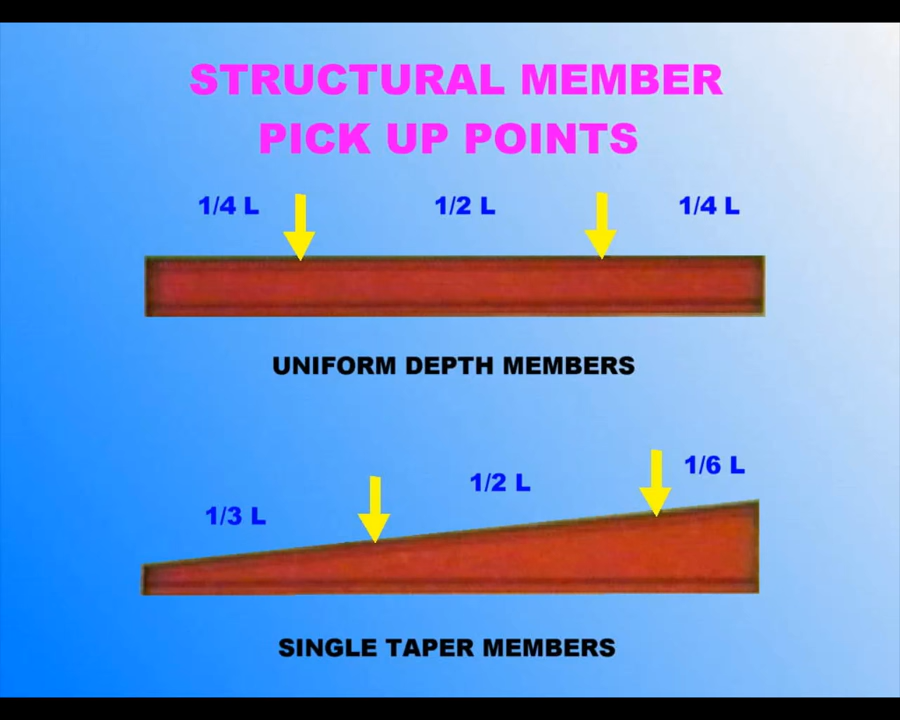 STRUCTURAL MEMBER
PICK UP POINTS
1/4 L 1/2 L 1/4 L
UNIFORM DEPTH MEMBERS
1/3 L 1/2 L 1/6 L
SINGLE TAPER MEMBERS